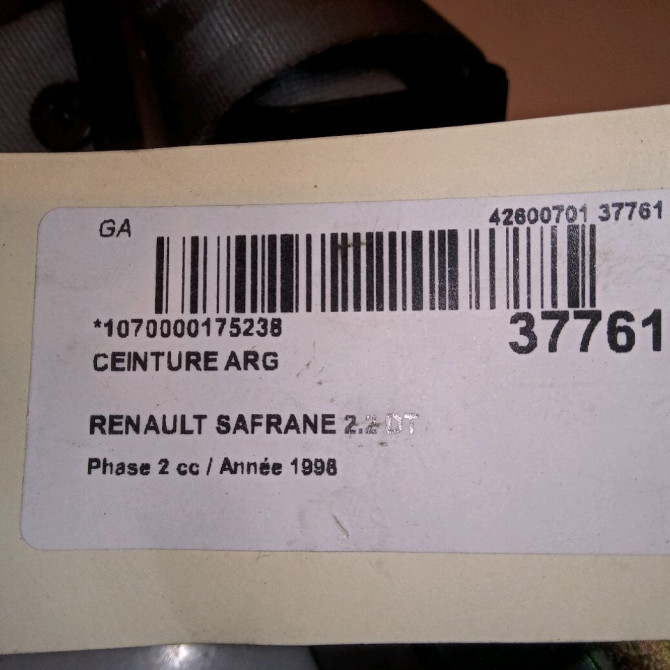 GA
42600701 37761
*1070000175238
37761
CEINTURE ARG
RENAULT SAFRANE 2.2 DT
Phase 2 cc / Année 1998